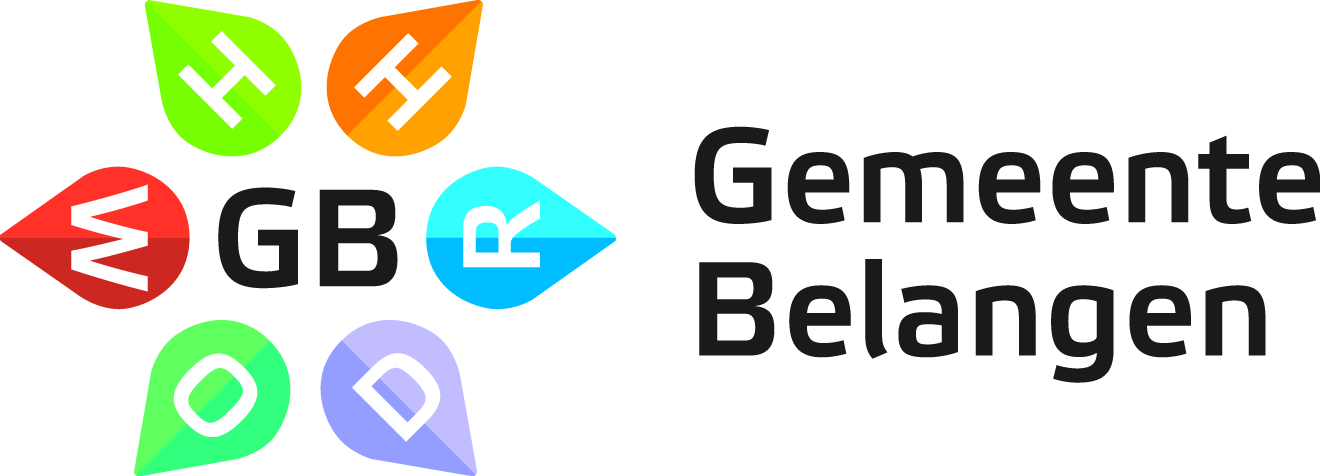 H H
W GB R
O D
Gemeente
Belangen